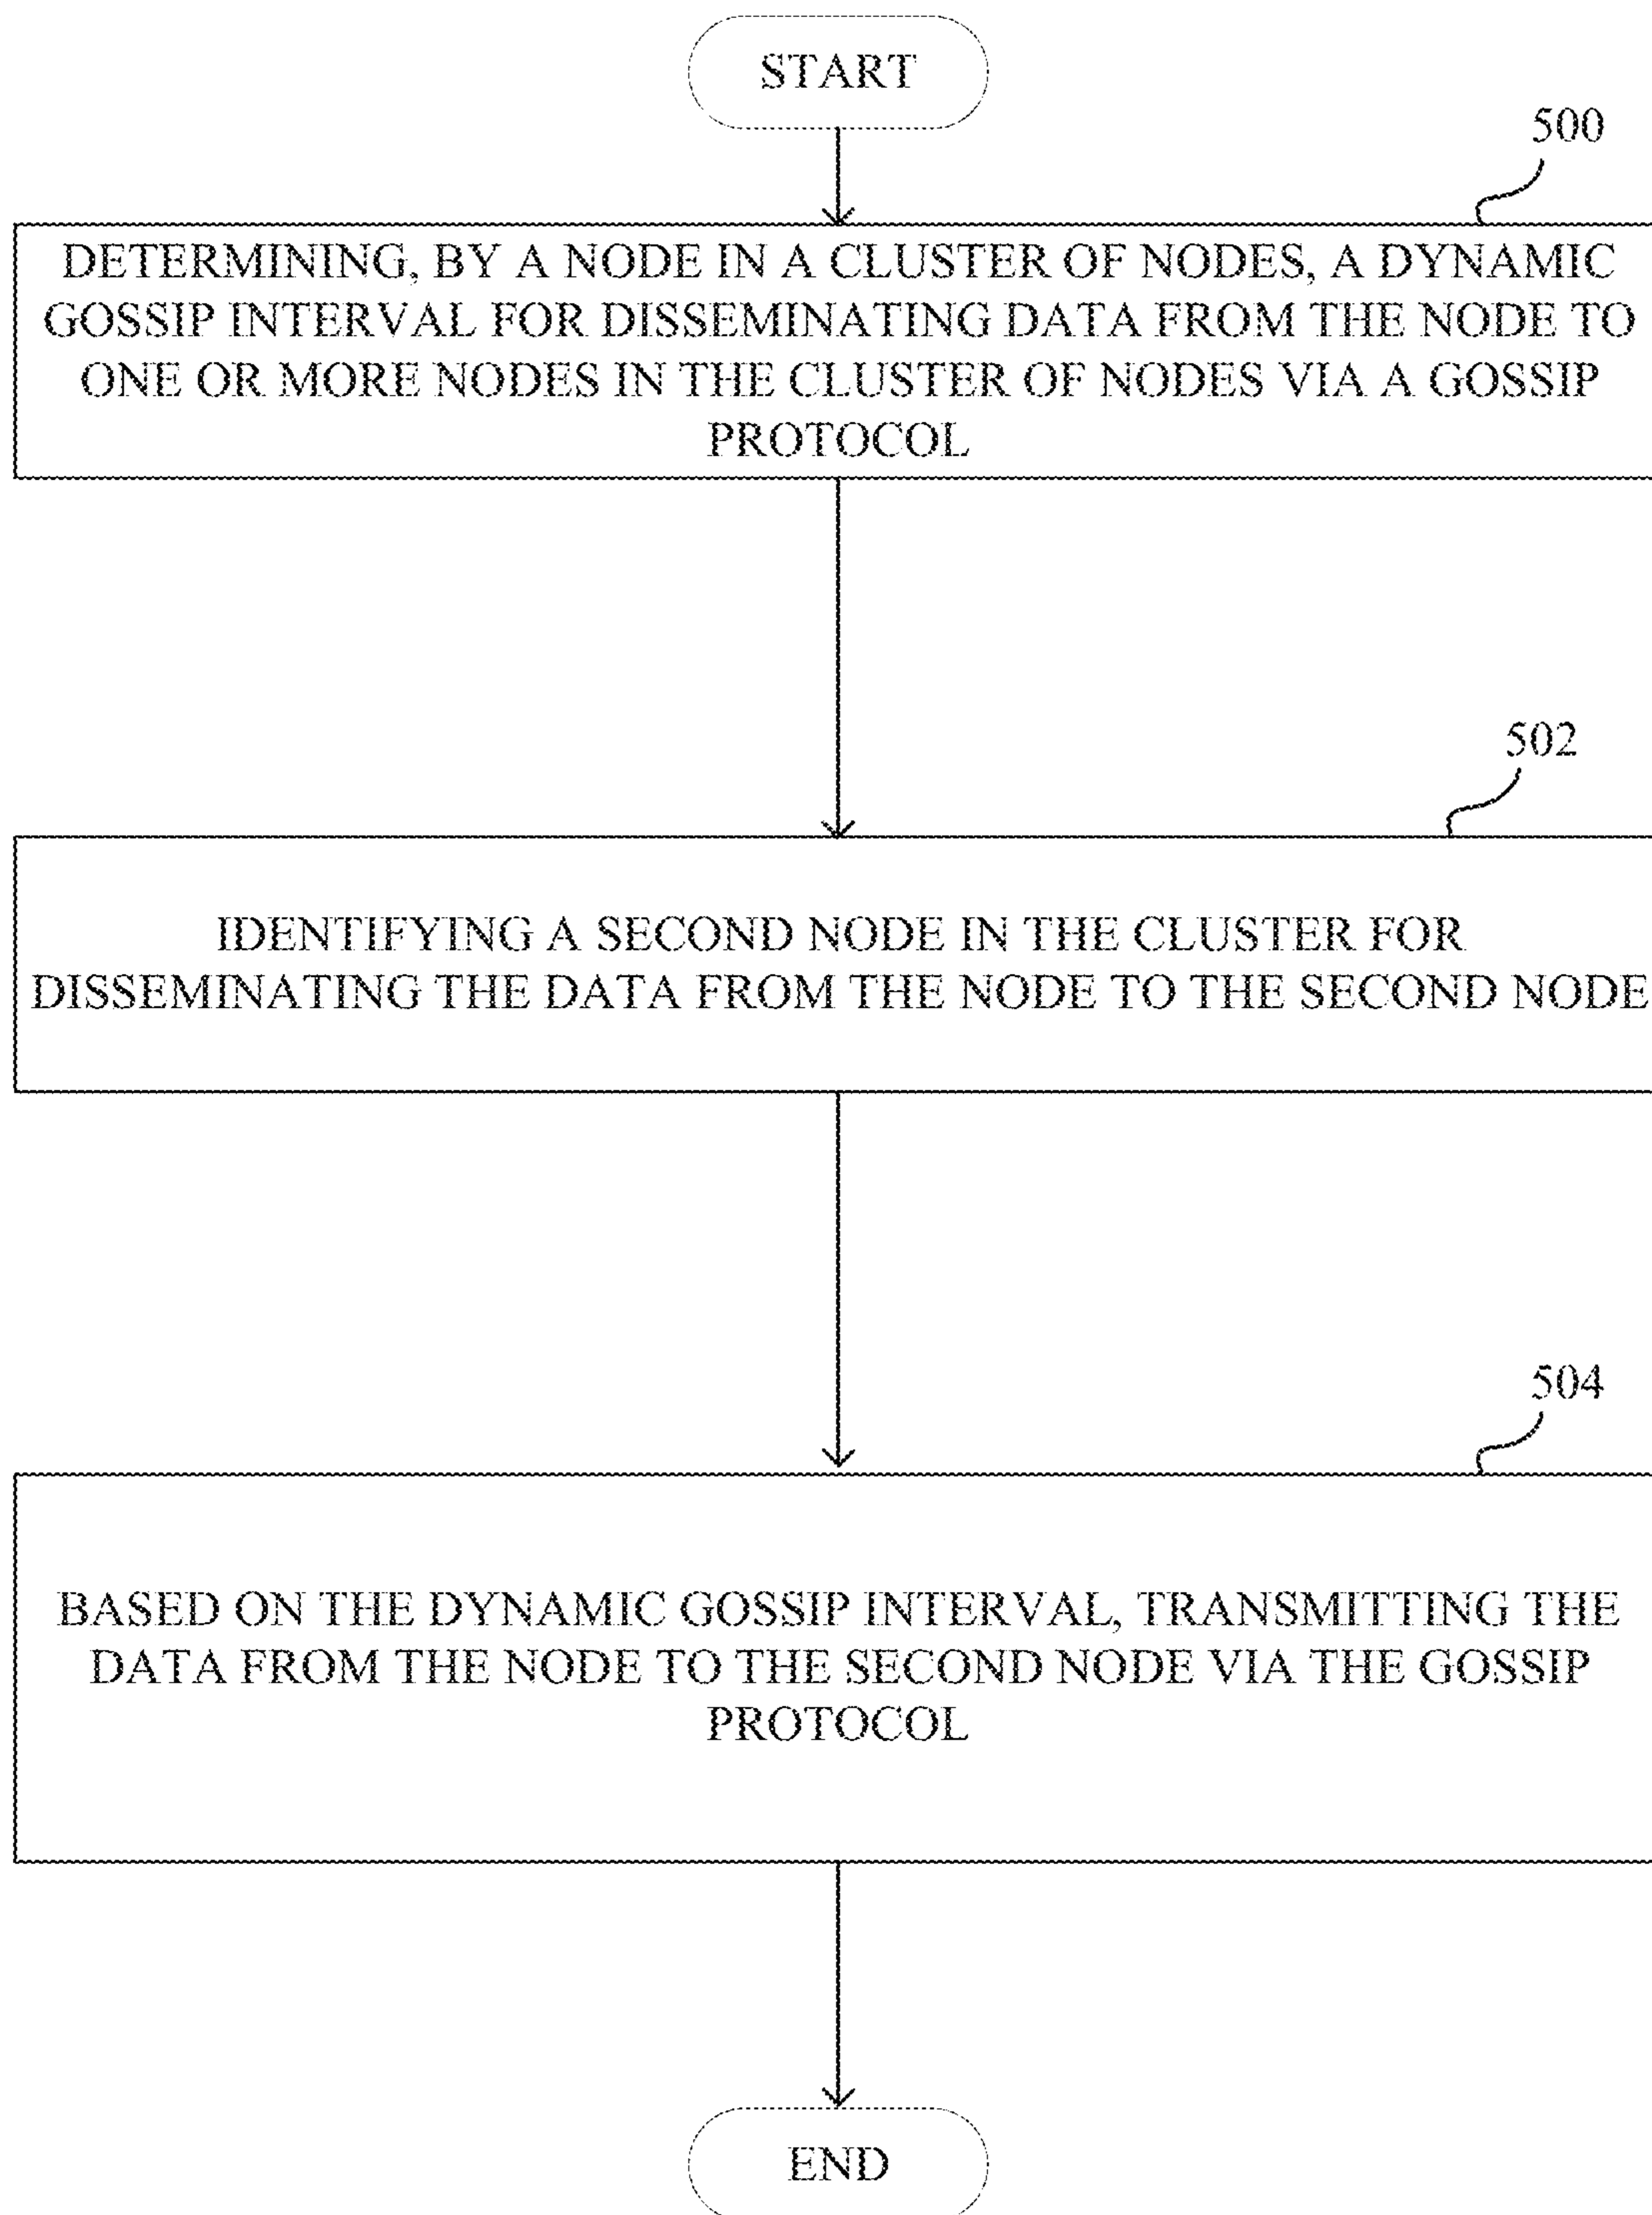 START
500
DETERMINING, BY A NODE IN A CLUSTER OF NODES, A DYNAMIC
GOSSIP INTERVAL FOR DISSEMINATING DATA FROM THE NODE TO
ONE OR MORE NODES IN THE CLUSTER OF NODES VIA A GOSSIP
PROTOCOL
502
IDENTIFYING A SECOND NODE IN THE CLUSTER FOR
DISSEMINATING THE DATA FROM THE NODE TO THE SECOND NODE
504
BASED ON THE DYNAMIC GOSSIP INTERVAL, TRANSMITTING THE
DATA FROM THE NODE TO THE SECOND NODE VIA THE GOSSIP
PROTOCOL
END